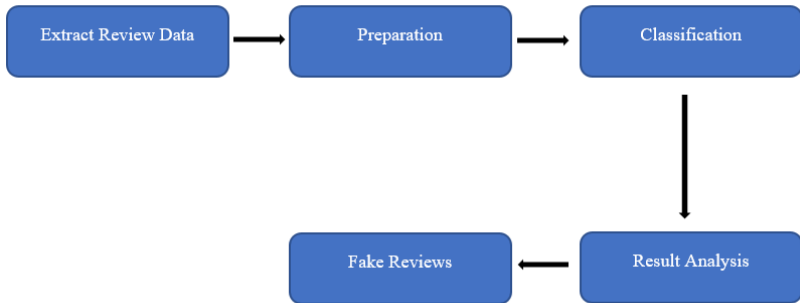 Extract Review Data
Preparation
Classification
Result Analysis
Fake Reviews